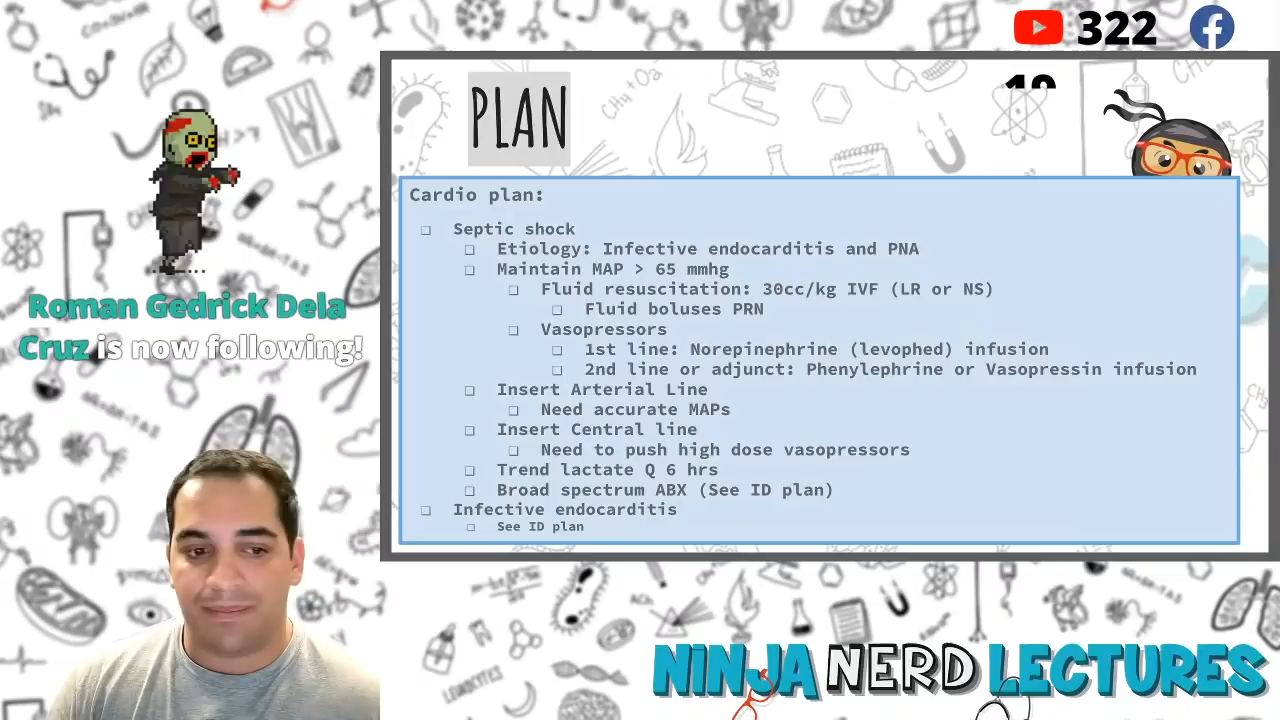 322
PLAN
Cardio plan:
❏ Septic shock
❏ Etiology: Infective endocarditis and PNA
❏ Maintain MAP > 65 mmhg
❏ Fluid resuscitation: 30cc/kg IVF (LR or NS)
❏ Fluid boluses PRN
❏ Vasopressors
❏ 1st line: Norepinephrine (levophed) infusion
❏ 2nd line or adjunct: Phenylephrine or Vasopressin infusion
❏ Insert Arterial Line
❏ Need accurate MAPs
❏ Insert Central line
❏ Need to push high dose vasopressors
❏ Trend lactate Q 6 hrs
❏ Broad spectrum ABX (See ID plan)
❏ Infective endocarditis
❏ See ID plan
Roman Gedrick Dela
Cruz is now following!
NINJA NERD LECTURES